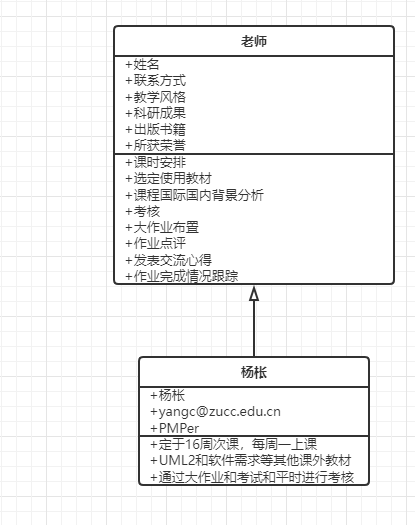 老师
+姓名
+联系方式
+教学风格
+科研成果
+出版书籍
+所获荣誉
+课时安排
+选定使用教材
+课程国际国内背景分析
+考核
+大作业布置
+作业点评
+发表交流心得
+作业完成情况跟踪
杨枨
+杨枨
+yangc@zucc.edu.cn
+PMPer
+定于16周次课，每周一上课
+UML2和软件需求等其他课外教材
+通过大作业和考试和平时进行考核